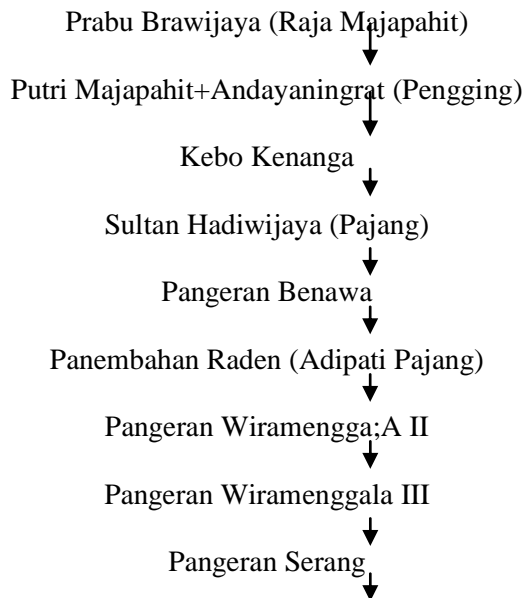 Prabu Brawijaya (Raja Majapahit)
Putri Majapahit+Andayaningrat (Pengging)
Kebo Kenanga
Sultan Hadiwijaya (Pajang)
Pangeran Benawa
Panembahan Raden (Adipati Pajang)
Pangeran Wiramengga;A II
Pangeran Wiramenggala III
Pangeran Serang